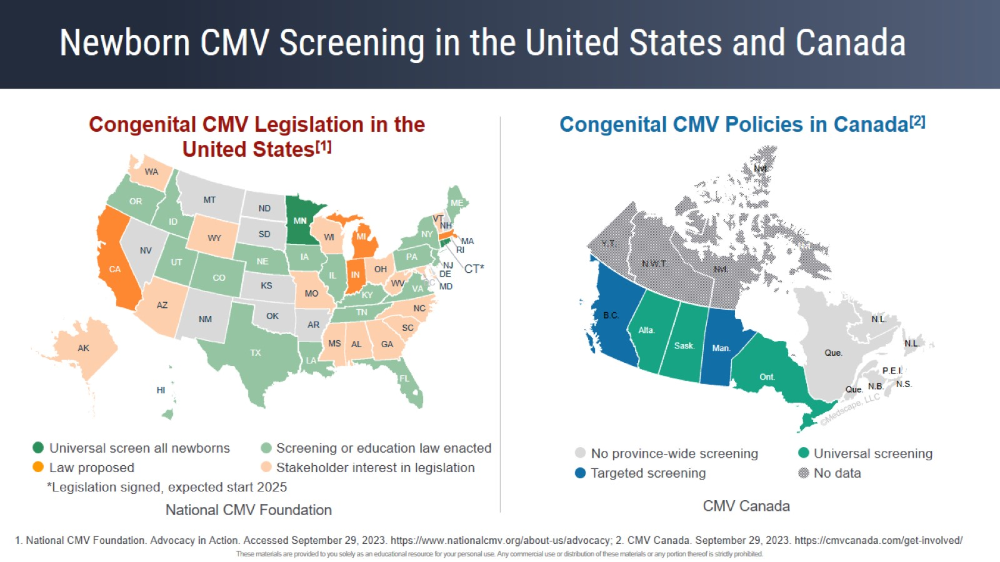 Newborn CMV Screening in the United States and Canada
Congenital CMV Legislation in the
United States[1]
WA
OR
ID
MT
ND
MN
SD
WY
WI
MI
ME
VT
NH
NY
MA
RI
CT*
NV
CA
UT
CO
NE
IA
IL
IN
OH
PA
NJ
DE
MD
DC
WV
VA
KS
MO
KY
AZ
NM
OK
AR
TN
NC
SC
MS
AL
GA
TX
LA
FL
AK
HI
Universal screen all newborns
Screening or education law enacted
Law proposed
Stakeholder interest in legislation
*Legislation signed, expected start 2025
National CMV Foundation
Congenital CMV Policies in Canada[2]
Nvt.
Y.T.
N.W.T.
Nvt.
Nvt.
B.C.
Alta.
Sask.
Man.
Ont.
Que.
N.L.
N.L.
P.E.I.
Que.
N.B.
N.S.
©Medscape, LLC
No province-wide screening
Universal screening
Targeted screening
No data
CMV Canada
1. National CMV Foundation. Advocacy in Action. Accessed September 29, 2023. https://www.nationalcmv.org/about-us/advocacy; 2. CMV Canada. September 29, 2023. https://cmvcanada.com/get-involved/
These materials are provided to you solely as an educational resource for your personal use. Any commercial use or distribution of these materials or any portion thereof is strictly prohibited.